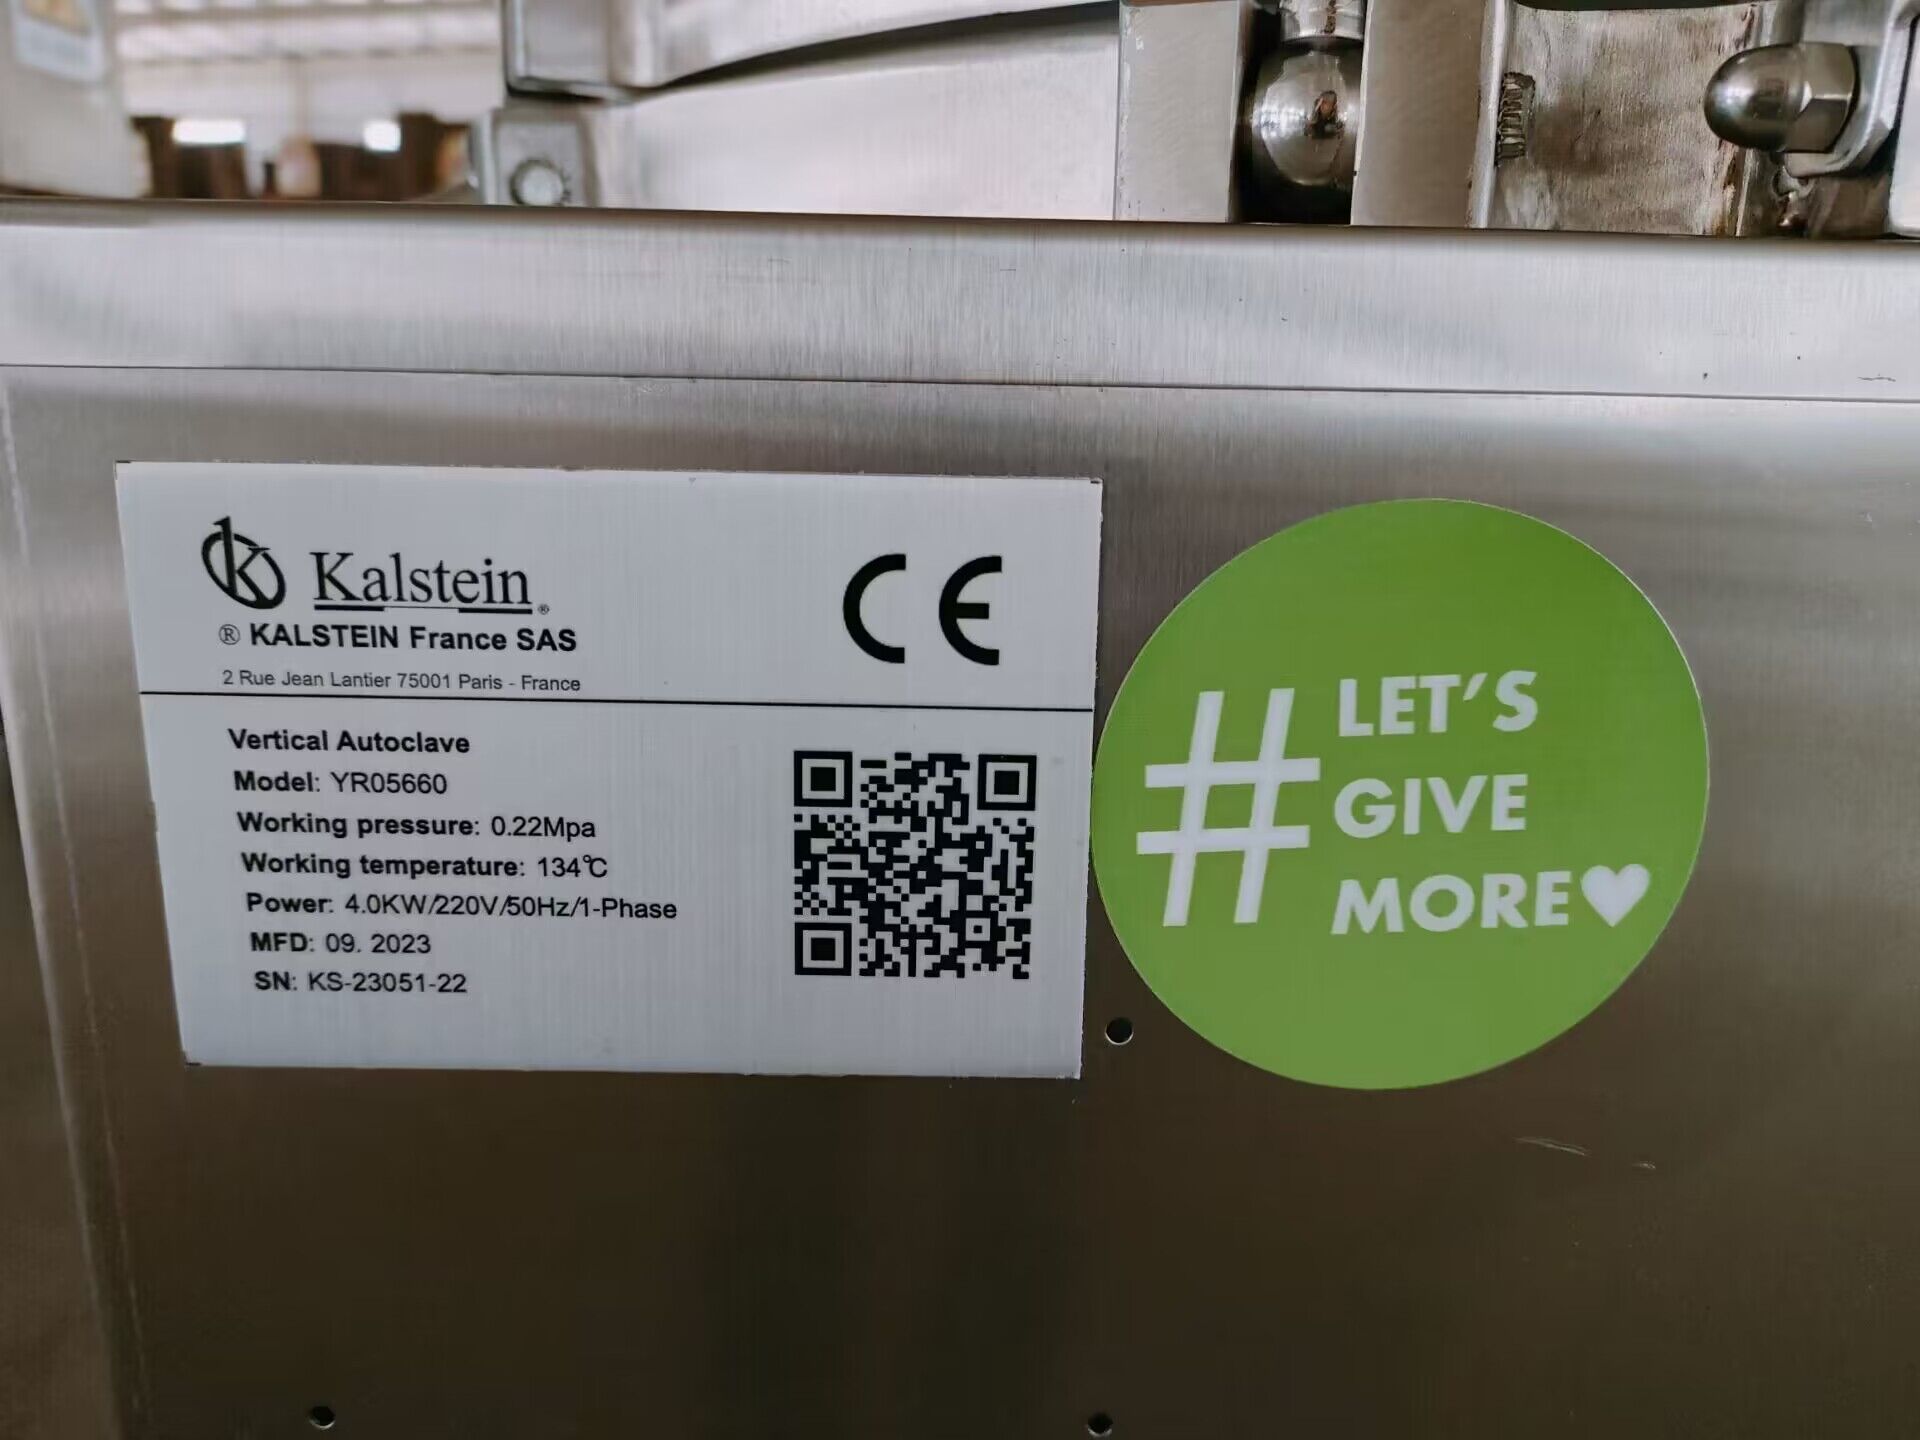 Kalstein®
® KALSTEIN France SAS
2 Rue Jean Lantier 75001 Paris - France
CE
Vertical Autoclave
Model: YR05660
Working pressure: 0.22Mpa
Working temperature: 134℃
Power: 4.0KW/220V/50Hz/1-Phase
MFD: 09. 2023
SN: KS-23051-22
# LET'S
GIVE
MORE♥